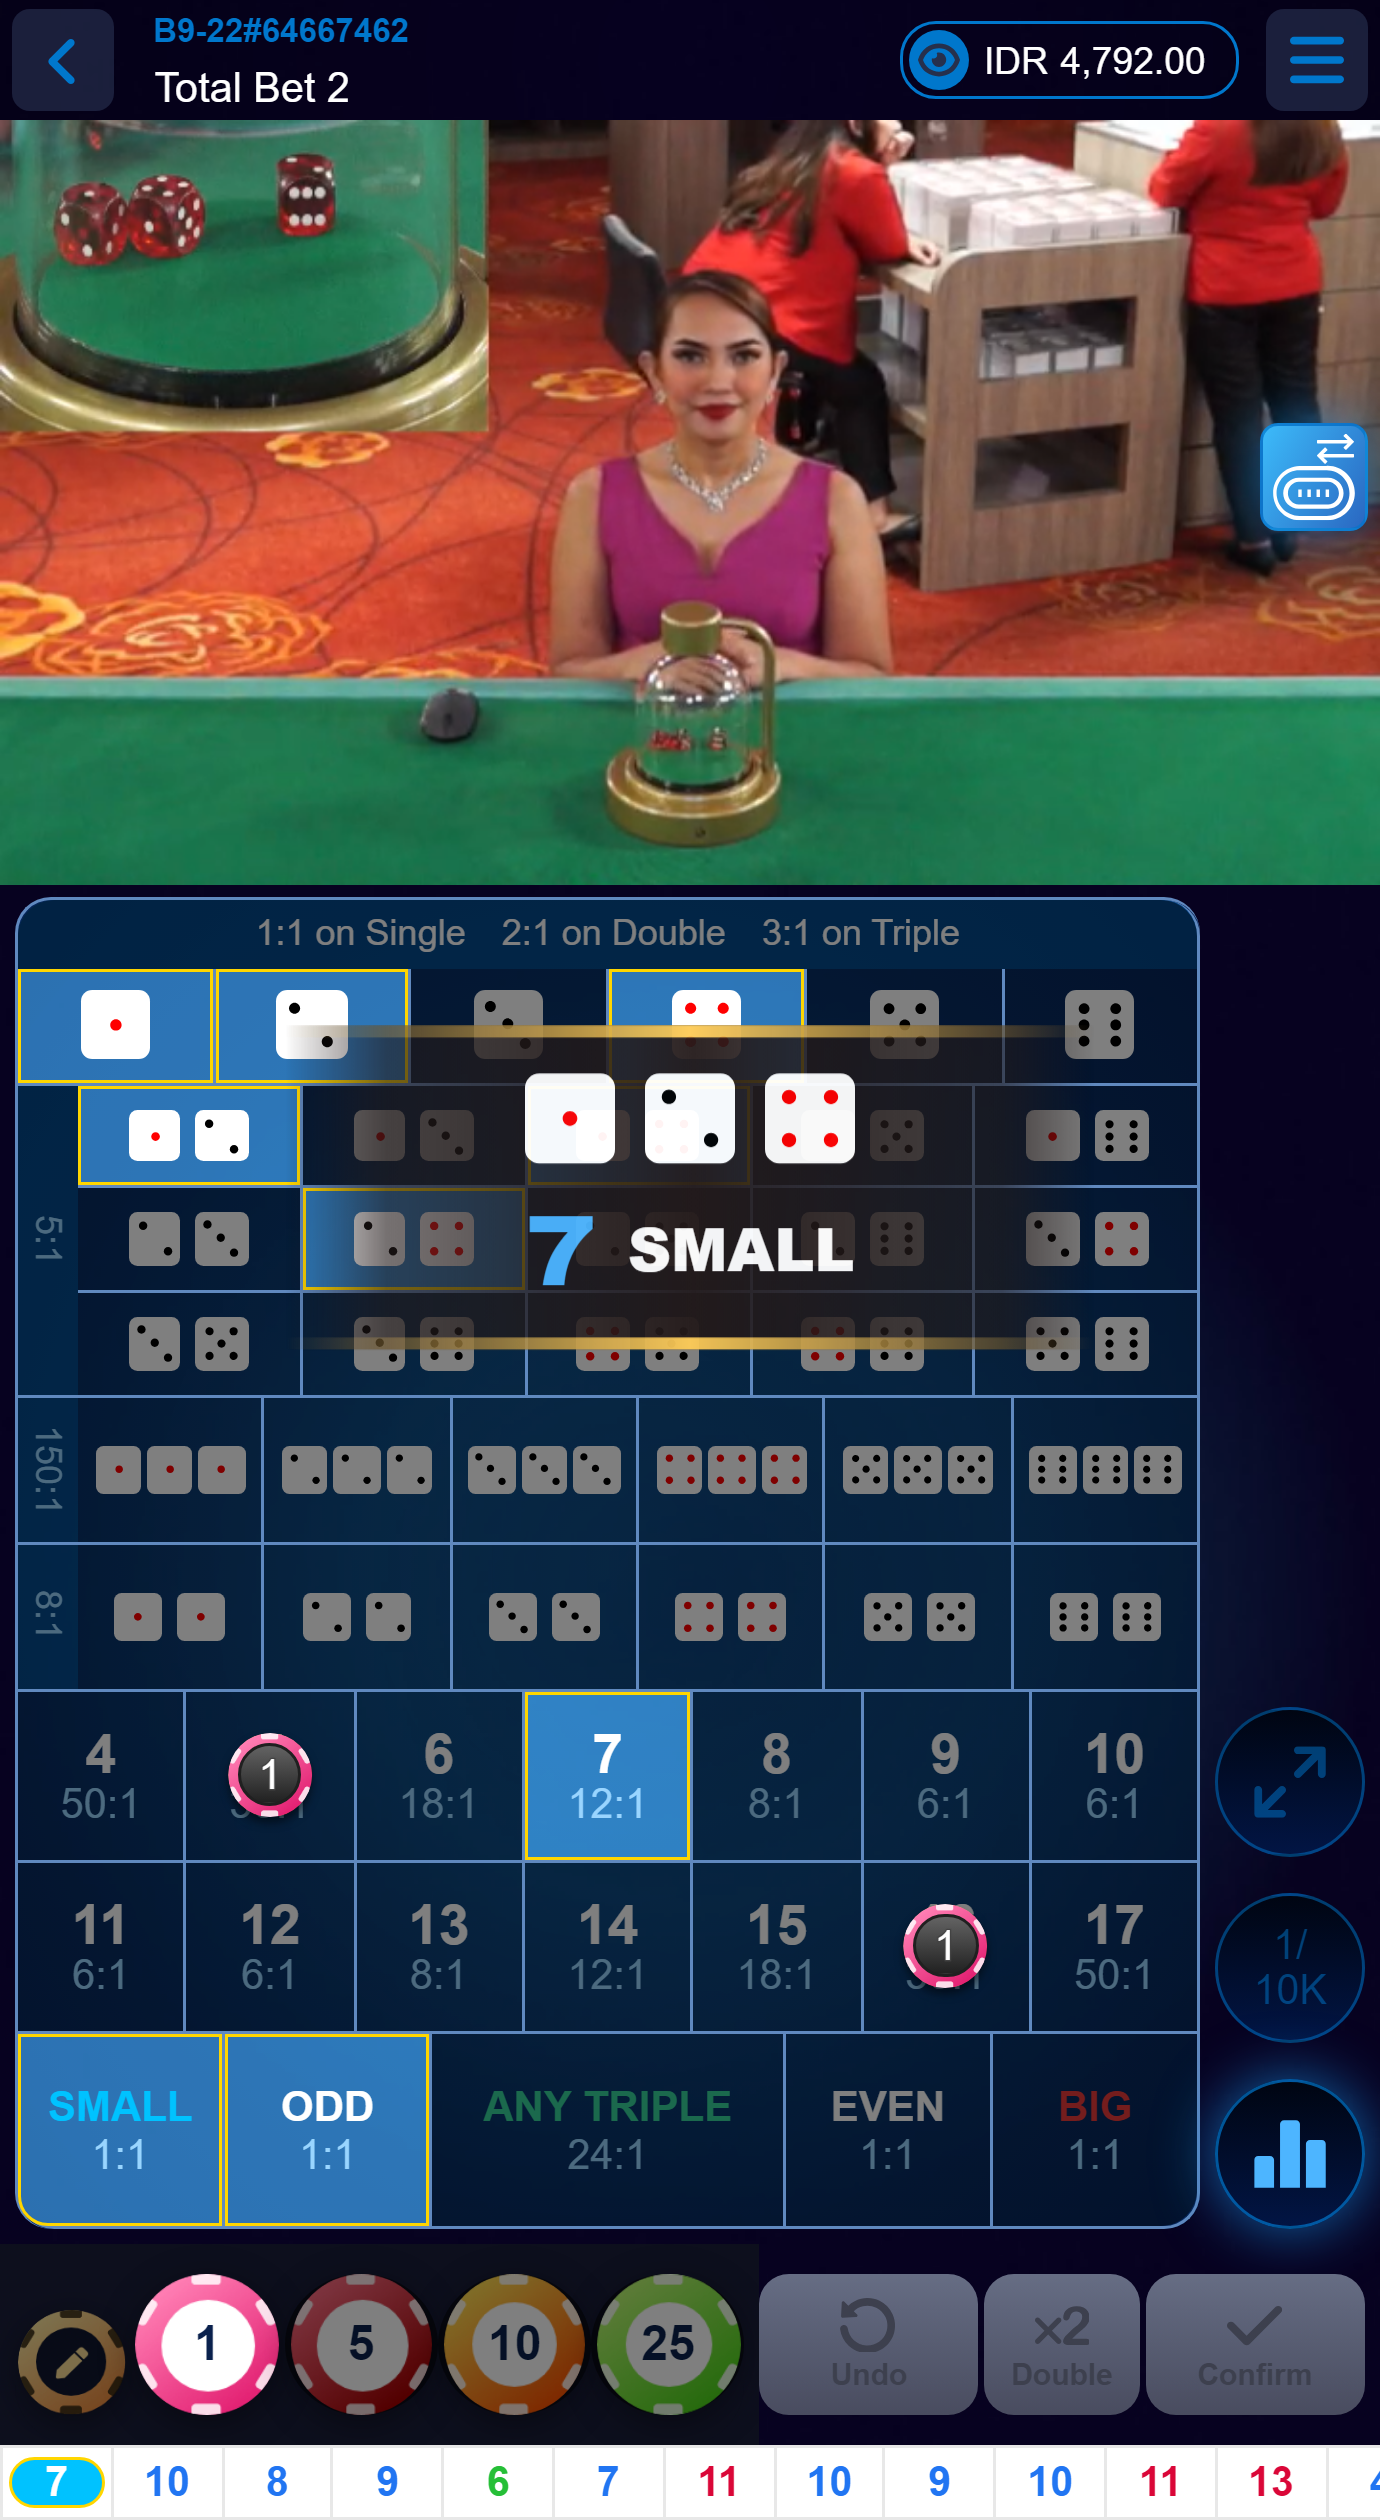 B9-22#64667462
Total Bet 2
IDR 4,792.00
1:1 on Single 2:1 on Double 3:1 on Triple
7 SMALL
5:1
150:1
8:1
4 1 6 7 8 9 10
50:1 18:1 12:1 8:1 6:1 6:1
11 12 13 14 15 1 17
6:1 6:1 8:1 12:1 18:1 50:1
1/
10K
SMALL ODD ANY TRIPLE EVEN BIG
1:1 1:1 24:1 1:1 1:1
1 5 10 25
x2
Undo Double Confirm
7 10 8 9 6 7 11 10 9 10 11 13